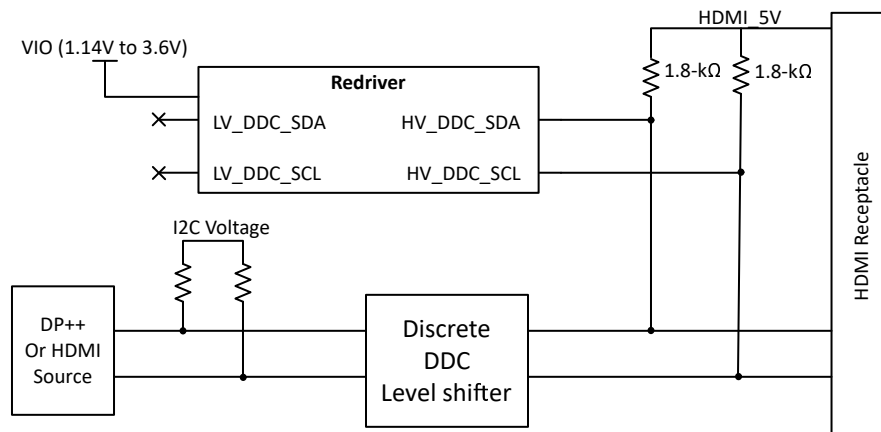 HDMI_5V
VIO (1.14V to 3.6V)
1.8-kΩ
1.8-kΩ
Redriver
LV_DDC_SDA
HV_DDC_SDA
LV_DDC_SCL
HV_DDC_SCL
HDMI Receptacle
I2C Voltage
DP++
Or HDMI
Source
Discrete
DDC
Level shifter